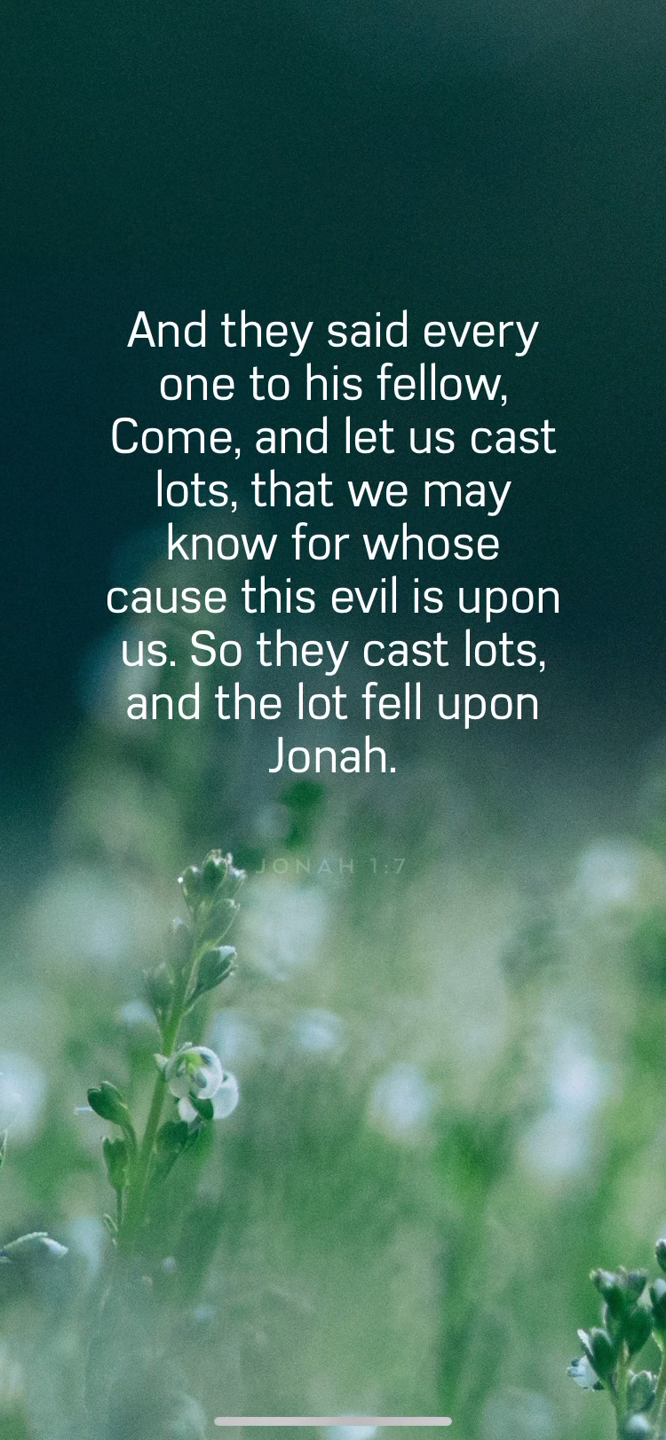 And they said every
one to his fellow,
Come, and let us cast
lots, that we may
know for whose
cause this evil is upon
us. So they cast lots,
and the lot fell upon
Jonah.
JONAH 1:7